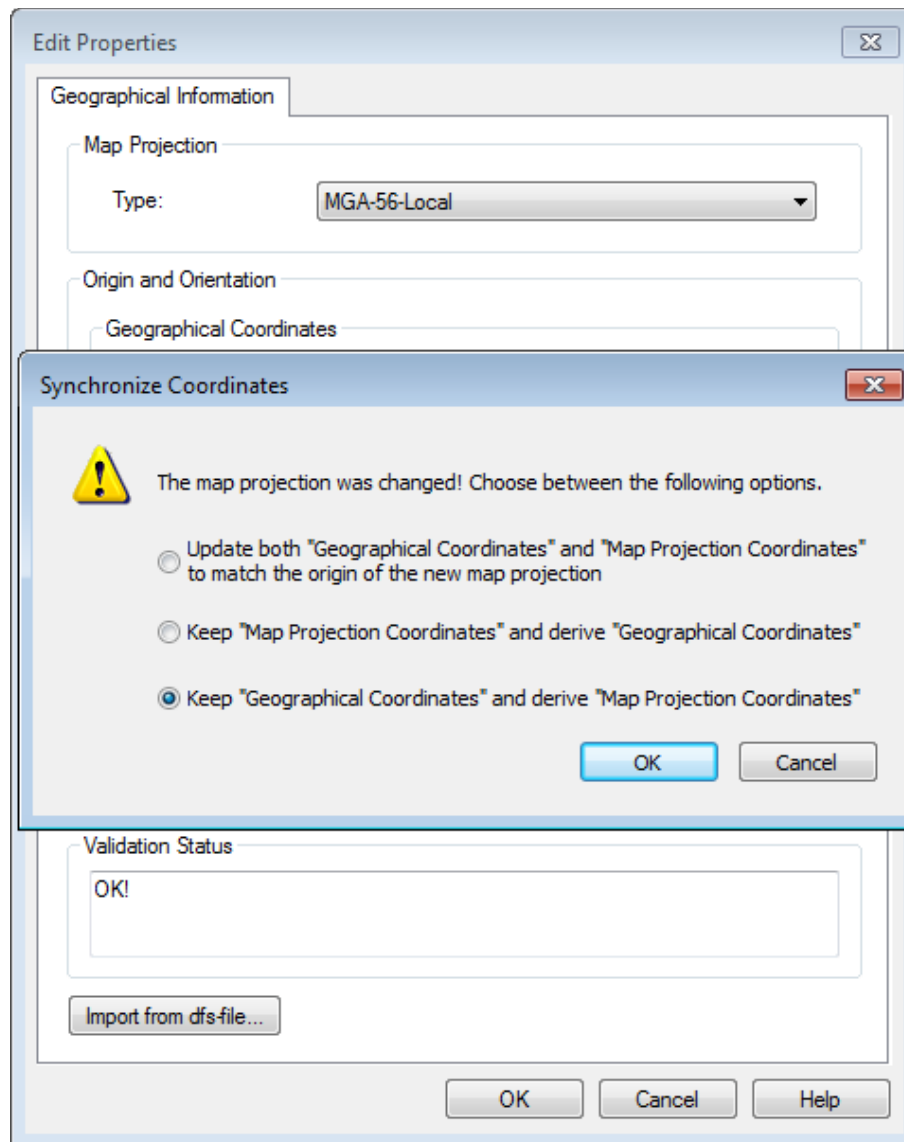 Edit Properties
Geographical Information
Map Projection
Type:
MGA-56-Local
Origin and Orientation
Geographical Coordinates
Synchronize Coordinates
The map projection was changed! Choose between the following options.
Update both "Geographical Coordinates" and "Map Projection Coordinates"
to match the origin of the new map projection
Keep "Map Projection Coordinates" and derive "Geographical Coordinates"
Keep "Geographical Coordinates" and derive "Map Projection Coordinates"
OK
Cancel
Validation Status
OK!
Import from dfs-file...
OK
Cancel
Help